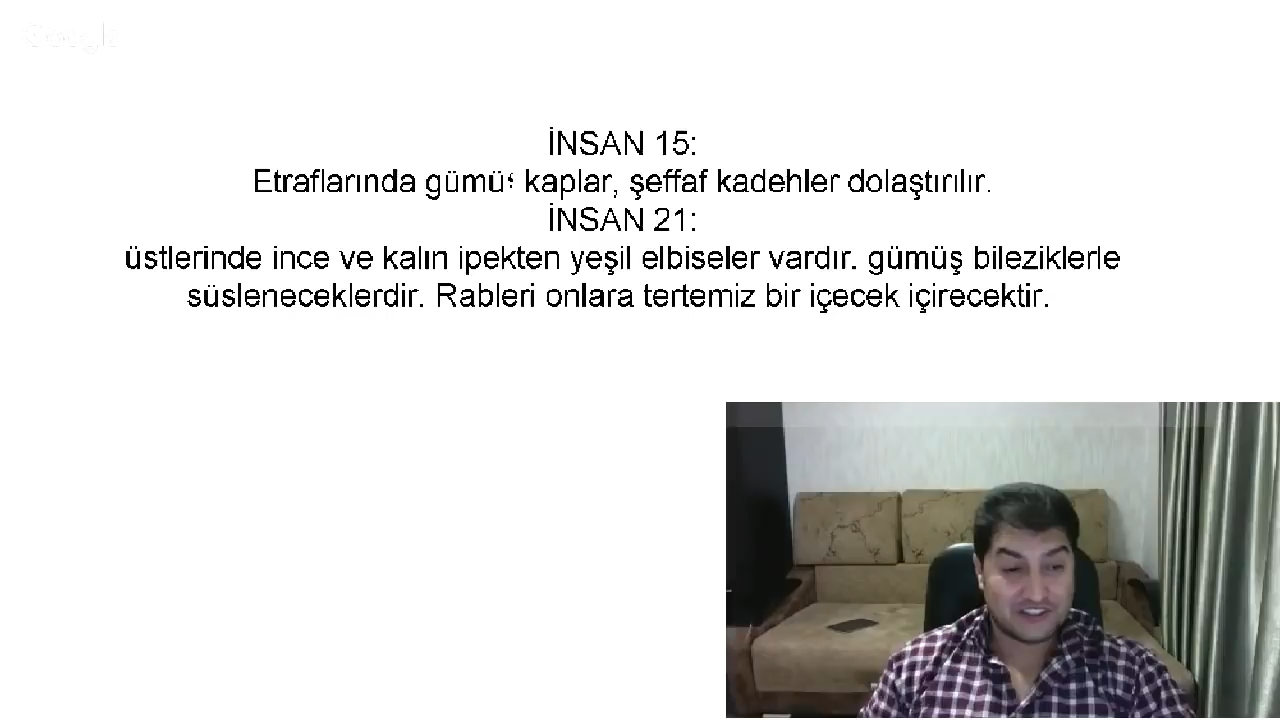 İNSAN 15:
Etraflarında gümüş kaplar, şeffaf kadehler dolaştırılır.
İNSAN 21:
üstlerinde ince ve kalın ipekten yeşil elbiseler vardır. gümüş bileziklerle
süsleneceklerdir. Rableri onlara tertemiz bir içecek içirecektir.